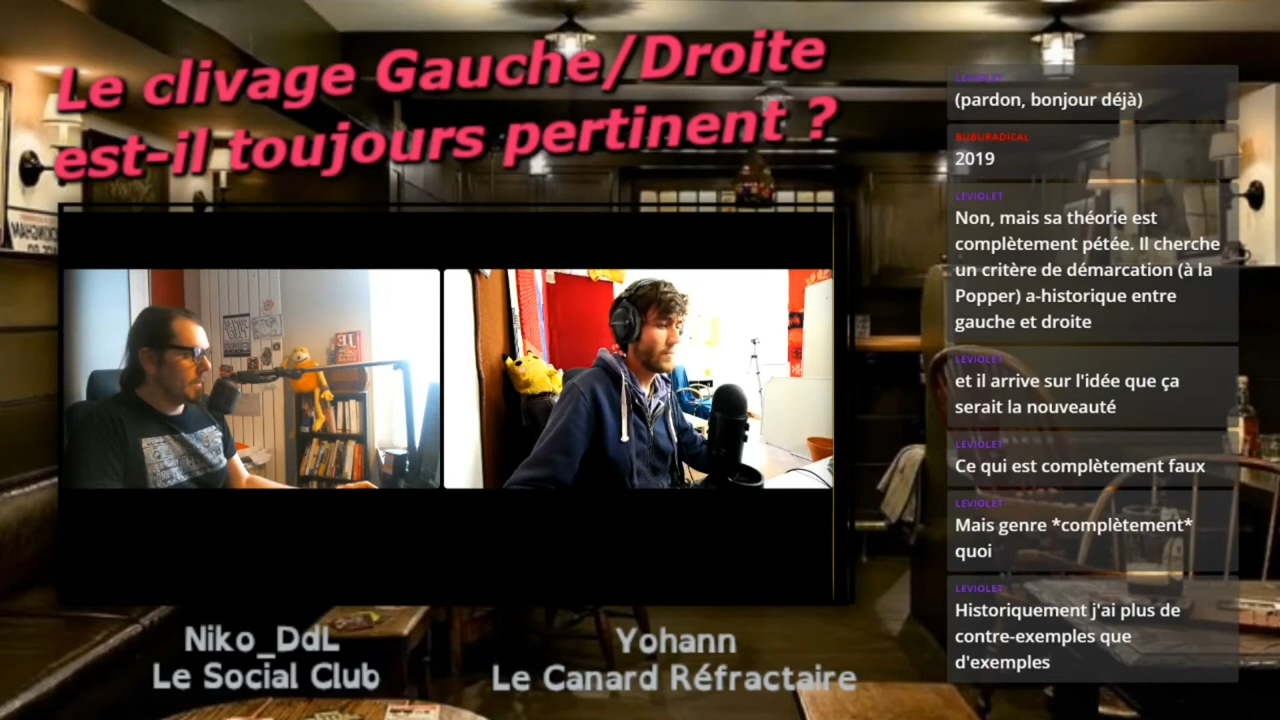 Le clivage Gauche/Droite
est-il toujours pertinent ?
LEVIOLET
(pardon, bonjour déjà)
BUBURADICAL
2019
LEVIOLET
Non, mais sa théorie est
complètement pétée. Il cherche
un critère de démarcation (à la
Popper) a-historique entre
gauche et droite
LEVIOLET
et il arrive sur l'idée que ça
serait la nouveauté
LEVIOLET
Ce qui est complètement faux
LEVIOLET
Mais genre *complètement*
quoi
LEVIOLET
Historiquement j'ai plus de
contre-exemples que
d'exemples
Niko_DdL
Le Social Club
Yohann
Le Canard Réfractaire